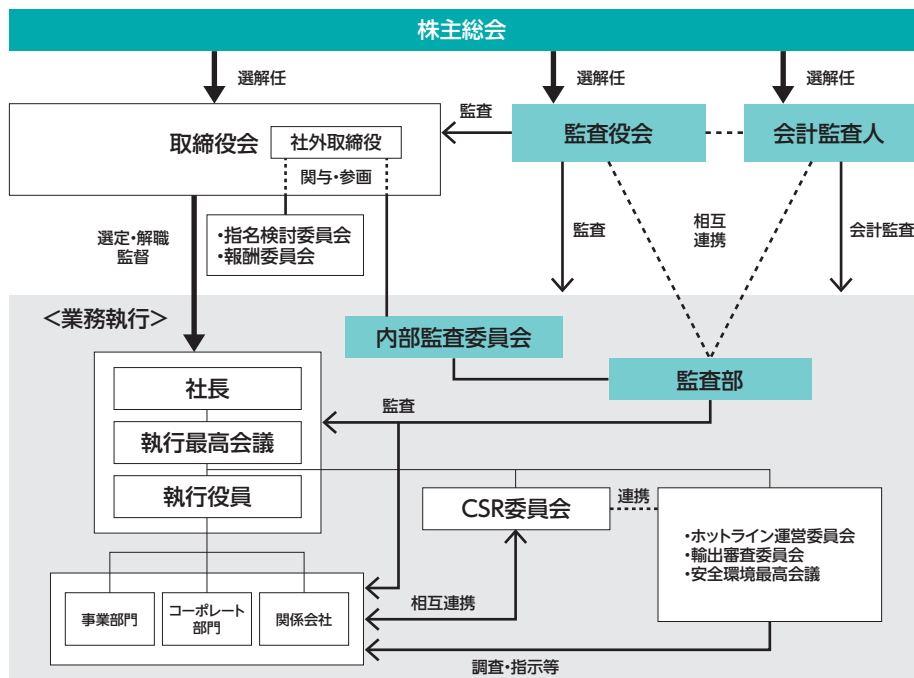 株主総会
選解任
選解任
選解任
取締役会
社外取締役
関与・参画
監査
監査役会
会計監査人
選定・解職
監督
・指名検討委員会
・報酬委員会
監査
相互
連携
会計監査
＜業務執行＞
内部監査委員会
監査部
社長
執行最高会議
執行役員
監査
CSR委員会
連携
・ホットライン運営委員会
・輸出審査委員会
・安全環境最高会議
事業部門
コーポレート
部門
関係会社
相互連携
調査・指示等